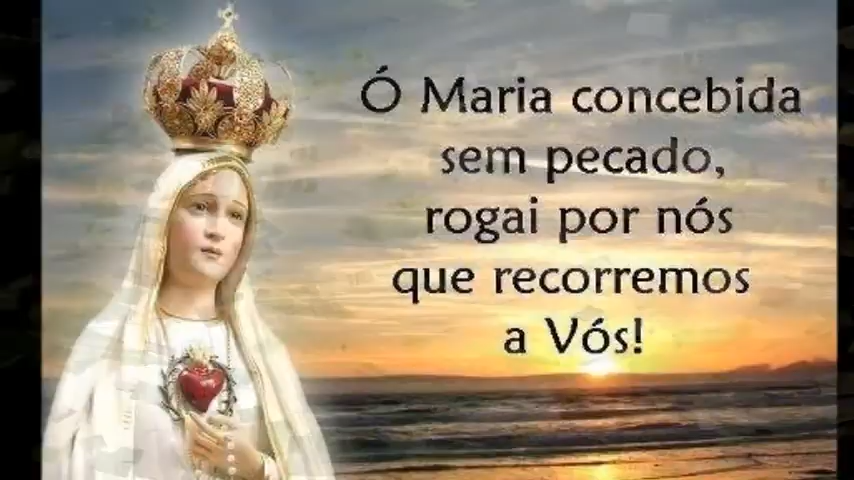 Ó Maria concebida
sem pecado,
rogai por nós
que recorremos
a Vós!